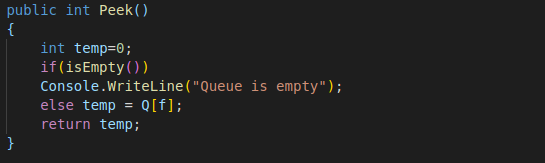 public int Peek()
{
int temp=0;
if(isEmpty())
Console.WriteLine("Queue is empty");
else temp = Q[f];
return temp;
}